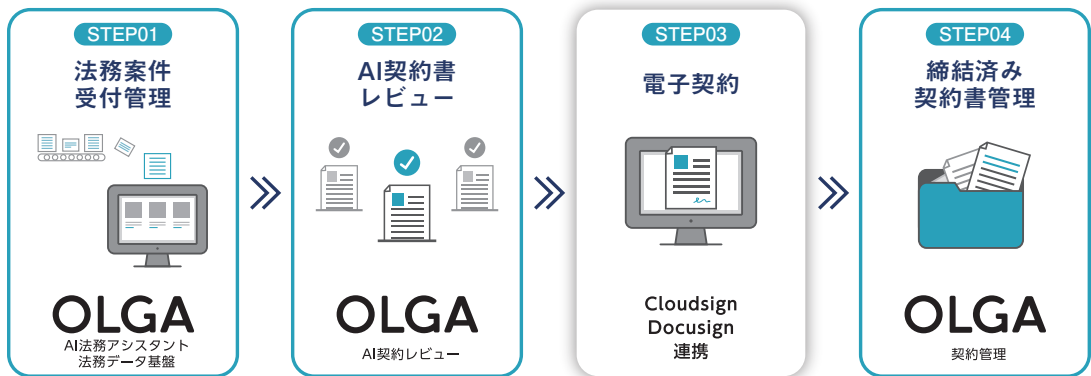 STEP01
法務案件
受付管理
OLGA
AI法務アシスタント
法務データ基盤
STEP02
AI契約書
レビュー
OLGA
AI契約レビュー
STEP03
電子契約
Cloudsign
Docusign
連携
STEP04
締結済み
契約書管理
OLGA
契約管理